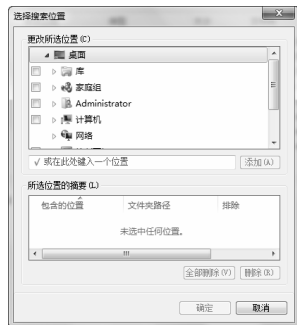 选择搜索位置
更改所选位置(C)
桌面
库
家庭组
Administrator
计算机
网络
√ 或在此处键入一个位置
添加(A)
所选位置的摘要(L)
包含的位置 文件夹路径 排除
未选中任何位置。
全部删除(V) 删除(R)
确定 取消